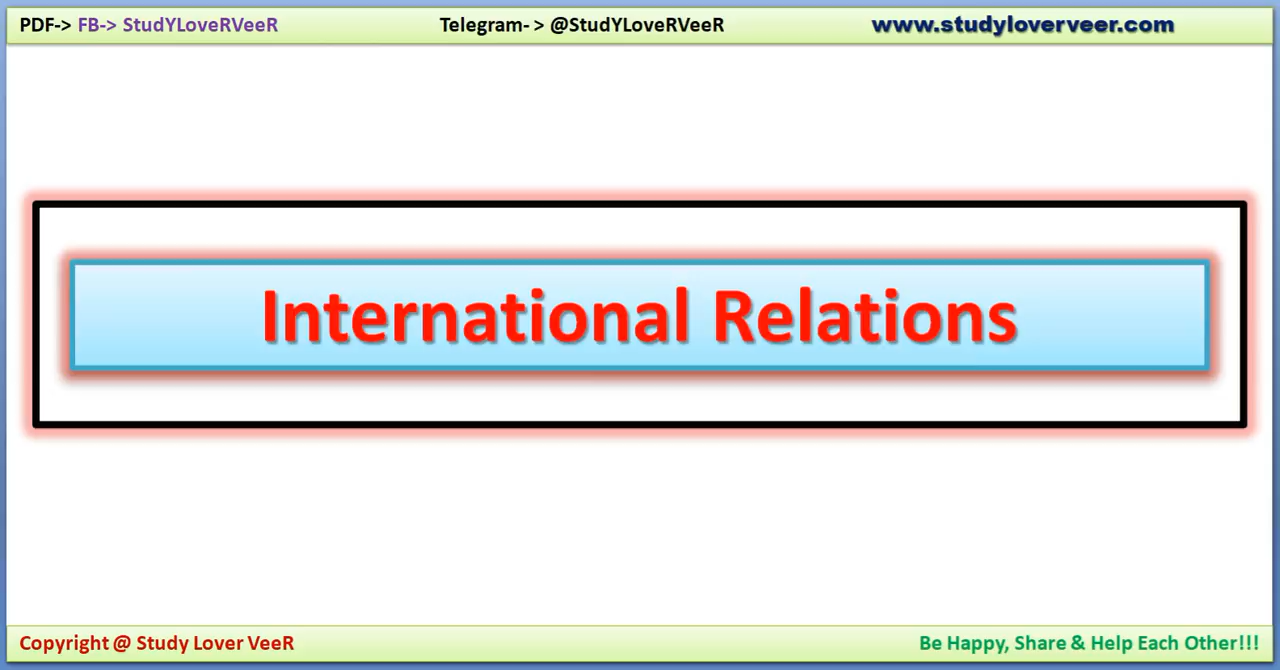 PDF-> FB-> StudYLoveRVeeR Telegram- > @StudYLoveRVeeR www.studyloverveer.com
International Relations
Copyright @ Study Lover VeeR Be Happy, Share & Help Each Other!!!